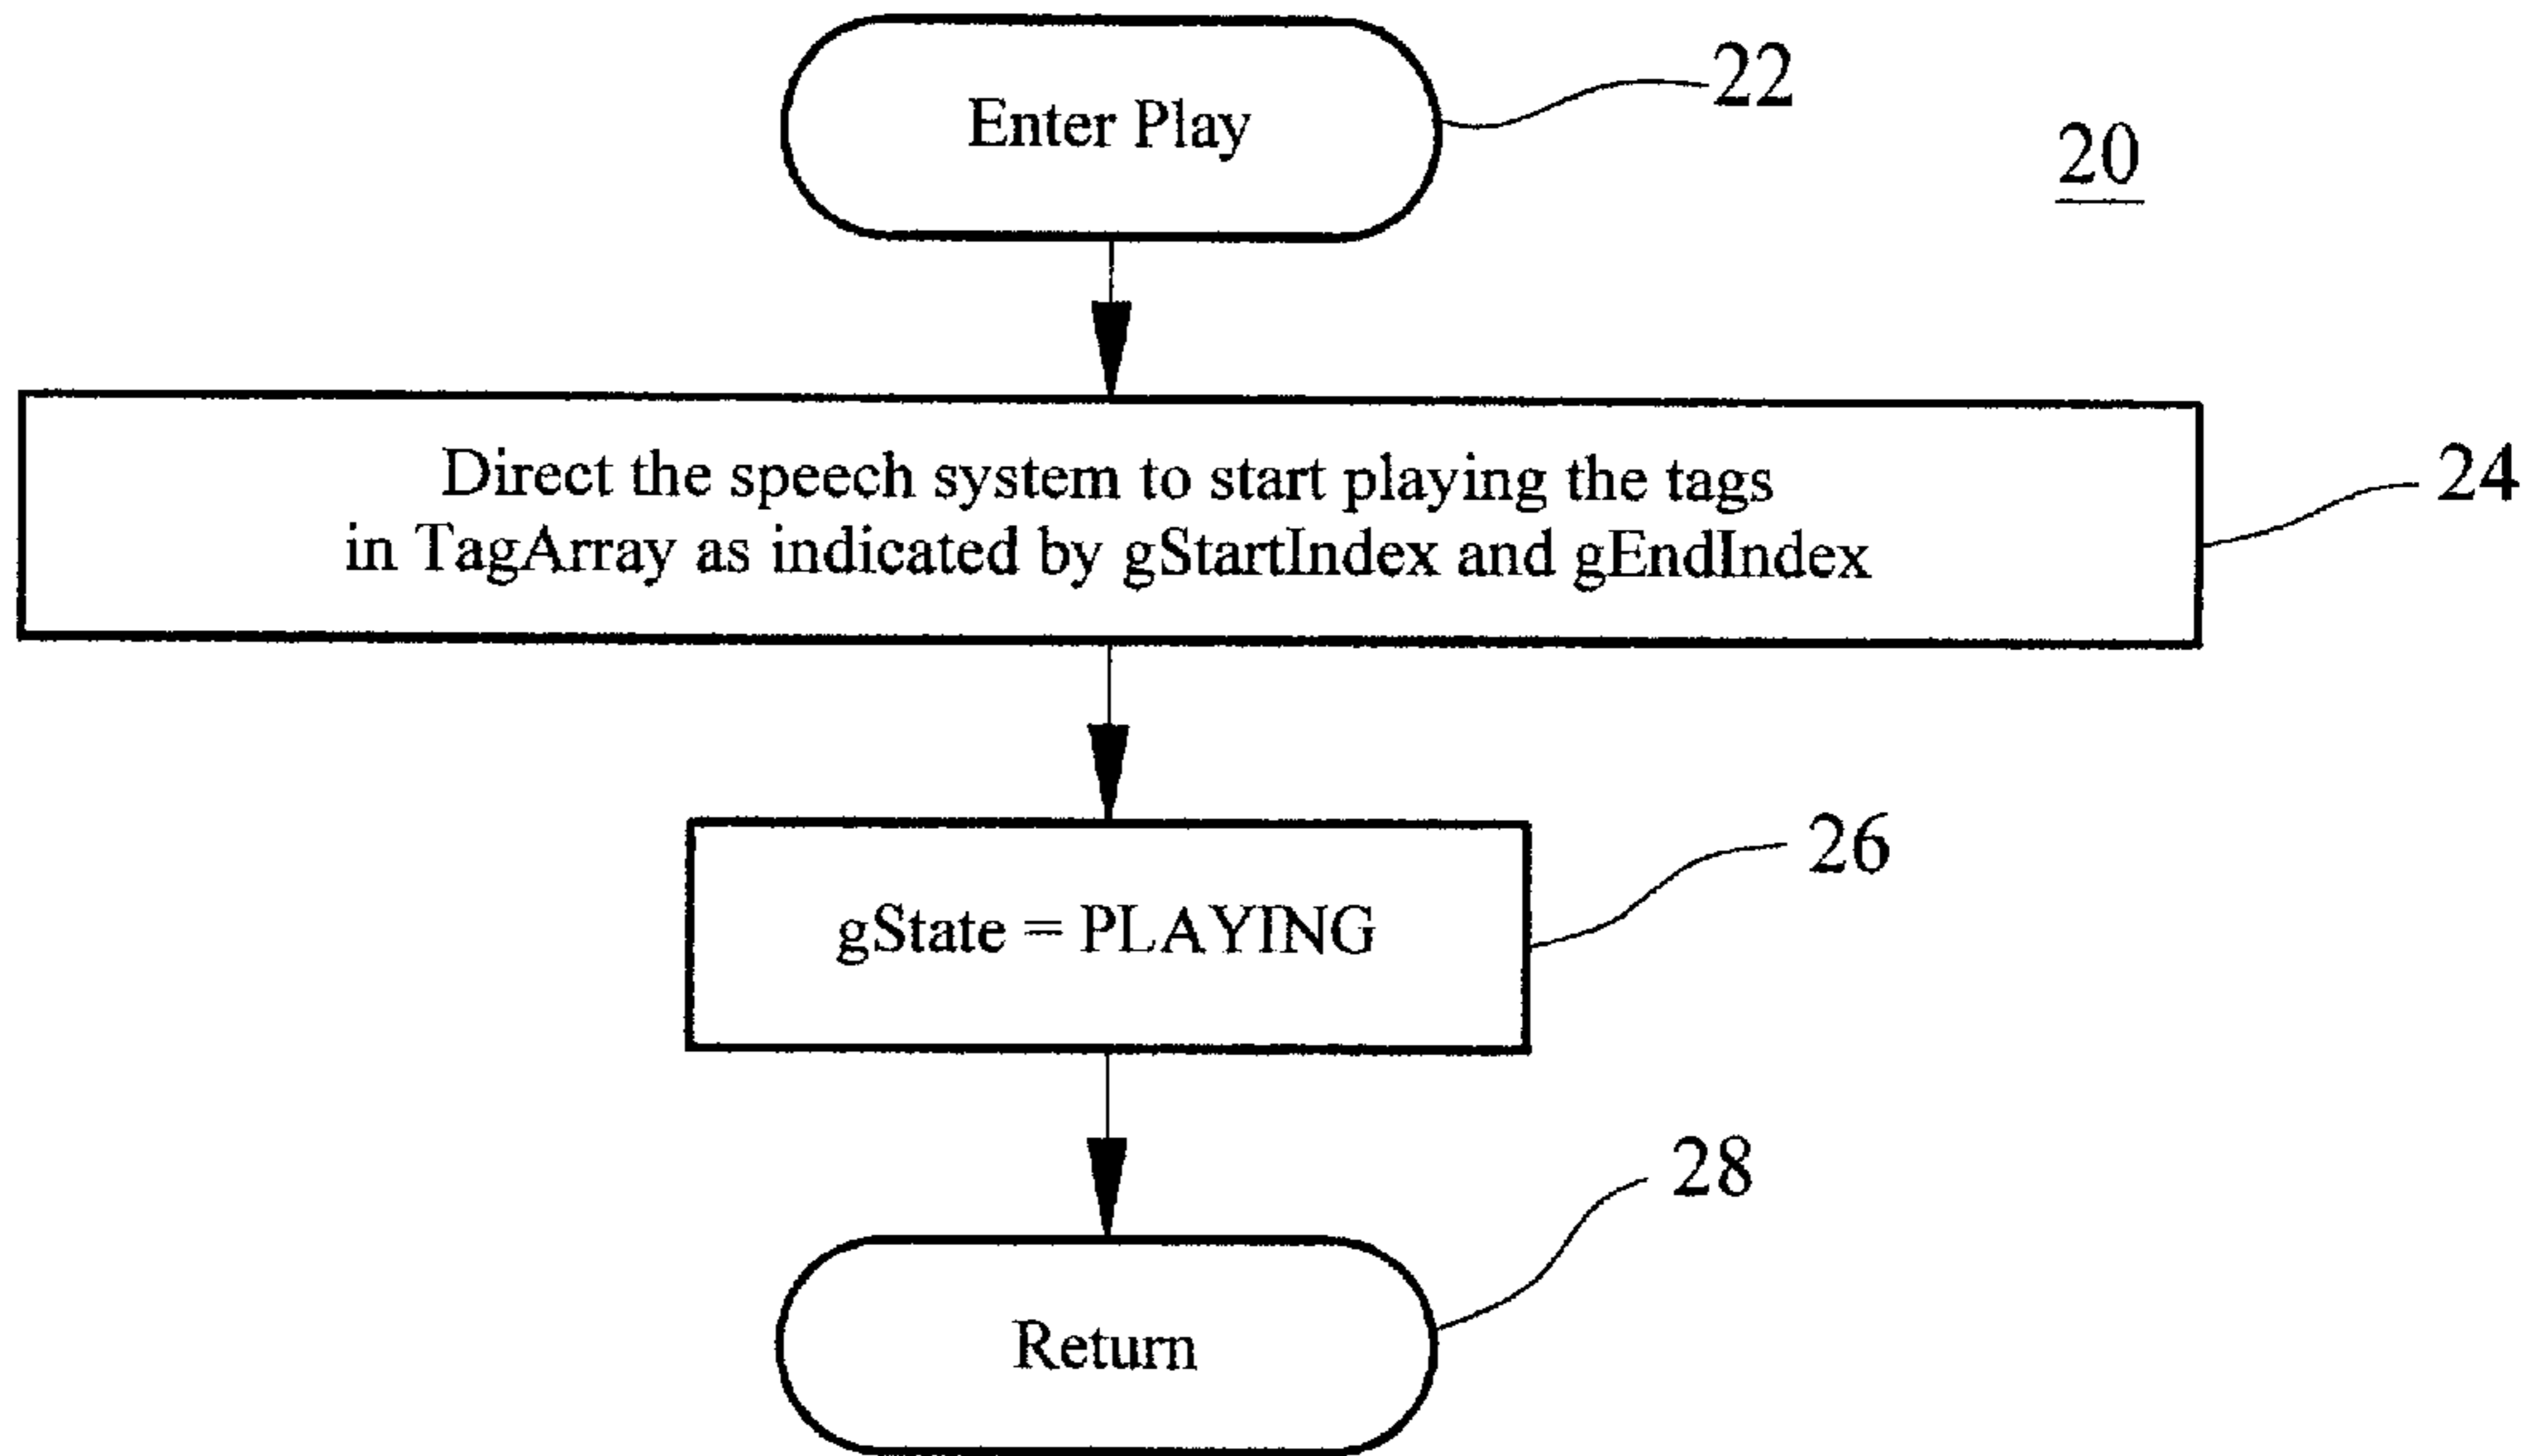 Enter Play
22
20
Direct the speech system to start playing the tags
in TagArray as indicated by gStartIndex and gEndIndex
24
gState = PLAYING
26
Return
28